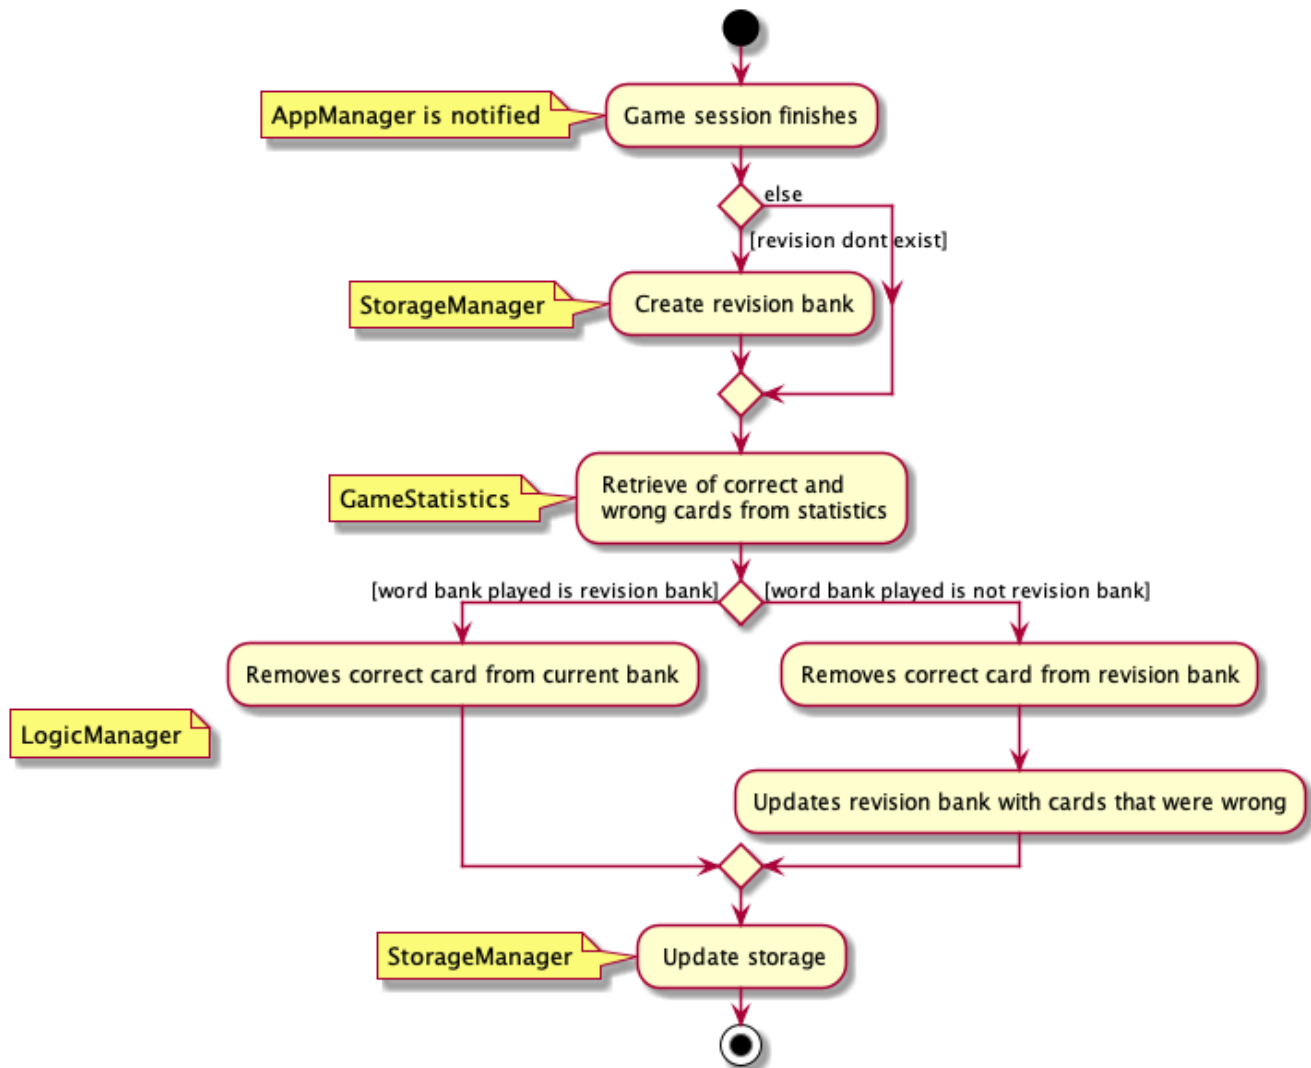 AppManager is notified
Game session finishes
else
[revision dont exist]
StorageManager
Create revision bank
GameStatistics
Retrieve of correct and
wrong cards from statistics
[word bank played is revision bank]
[word bank played is not revision bank]
Removes correct card from current bank
Removes correct card from revision bank
LogicManager
Updates revision bank with cards that were wrong
StorageManager
Update storage